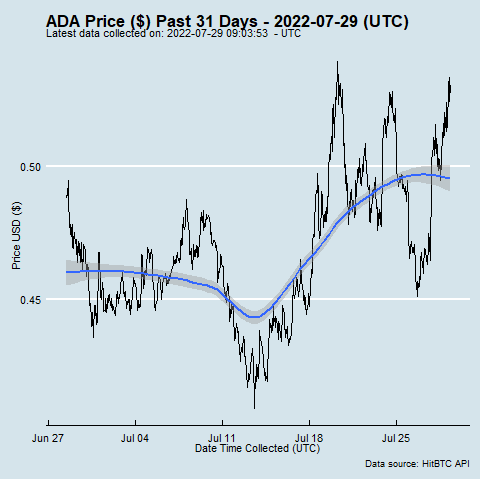 ADA Price ($) Past 31 Days - 2022-07-29 (UTC)
Latest data collected on: 2022-07-29 09:03:53  - UTC
Price USD ($)
0.50
0.45
Jun 27
Jul 04
Jul 11
Jul 18
Jul 25
Date Time Collected (UTC)
Data source: HitBTC API